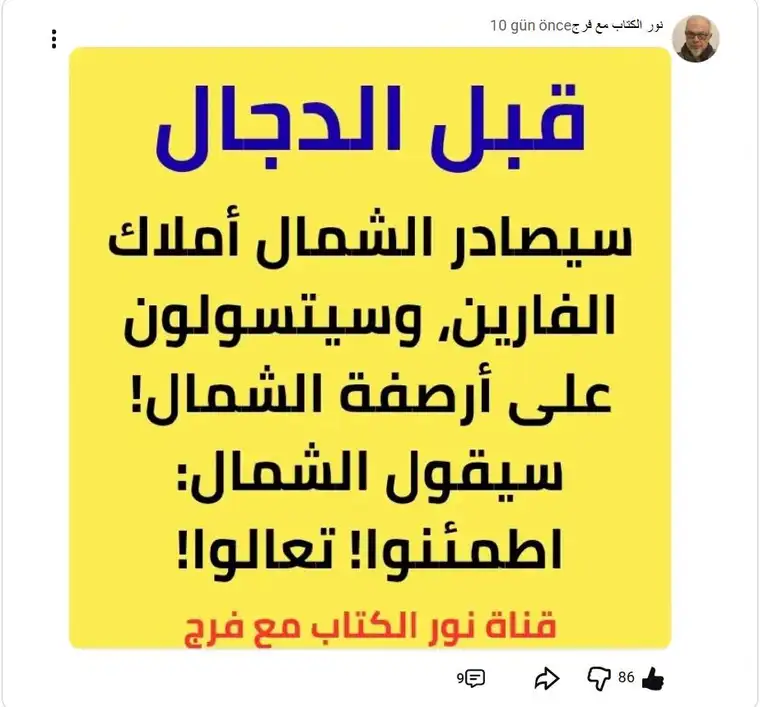 نور الكتاب مع فرج 10 gün önce
قبل الدجال
سيصادر الشمال أملاك
الفارين، وسيتسولون
على أرصفة الشمال!
سيقول الشمال:
اطمئنوا! تعالوا!
قناة نور الكتاب مع فرج
86
9